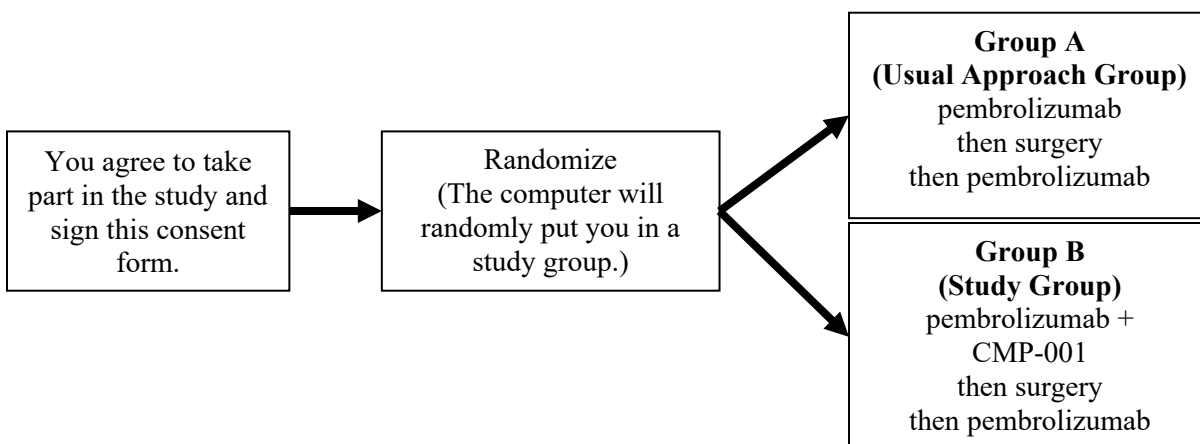 You agree to take
part in the study and
sign this consent
form.
Randomize
(The computer will
randomly put you in a
study group.)
Group A
(Usual Approach Group)
pembrolizumab
then surgery
then pembrolizumab
Group B
(Study Group)
pembrolizumab +
CMP-001
then surgery
then pembrolizumab